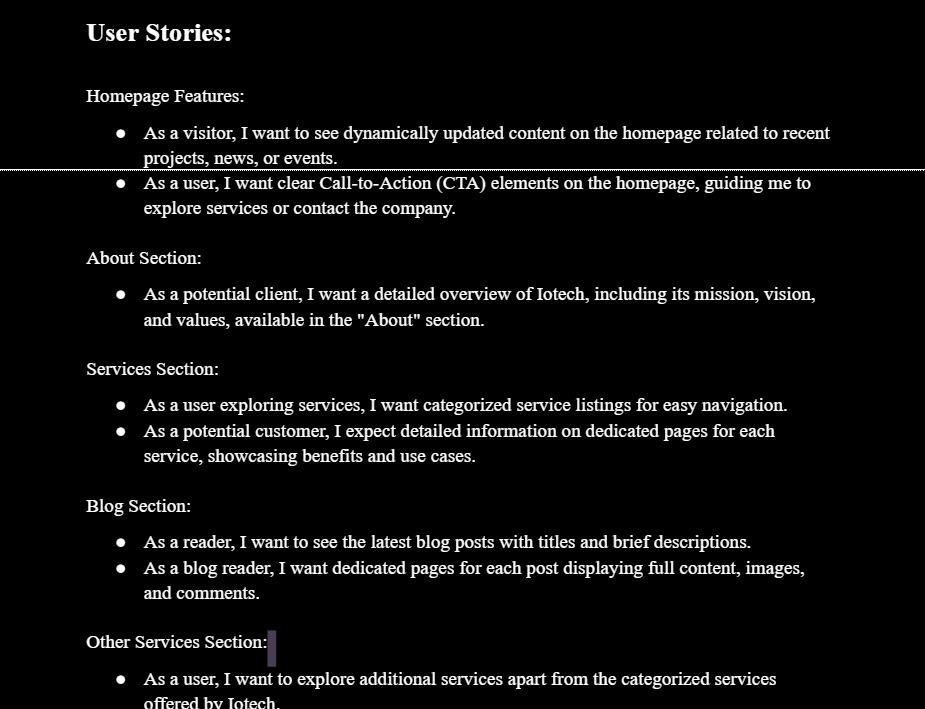 User Stories:
Homepage Features:
● As a visitor, I want to see dynamically updated content on the homepage related to recent
projects, news, or events.
● As a user, I want clear Call-to-Action (CTA) elements on the homepage, guiding me to
explore services or contact the company.
About Section:
● As a potential client, I want a detailed overview of Iotech, including its mission, vision,
and values, available in the "About" section.
Services Section:
● As a user exploring services, I want categorized service listings for easy navigation.
● As a potential customer, I expect detailed information on dedicated pages for each
service, showcasing benefits and use cases.
Blog Section:
● As a reader, I want to see the latest blog posts with titles and brief descriptions.
● As a blog reader, I want dedicated pages for each post displaying full content, images,
and comments.
Other Services Section:
● As a user, I want to explore additional services apart from the categorized services
offered by Iotech.